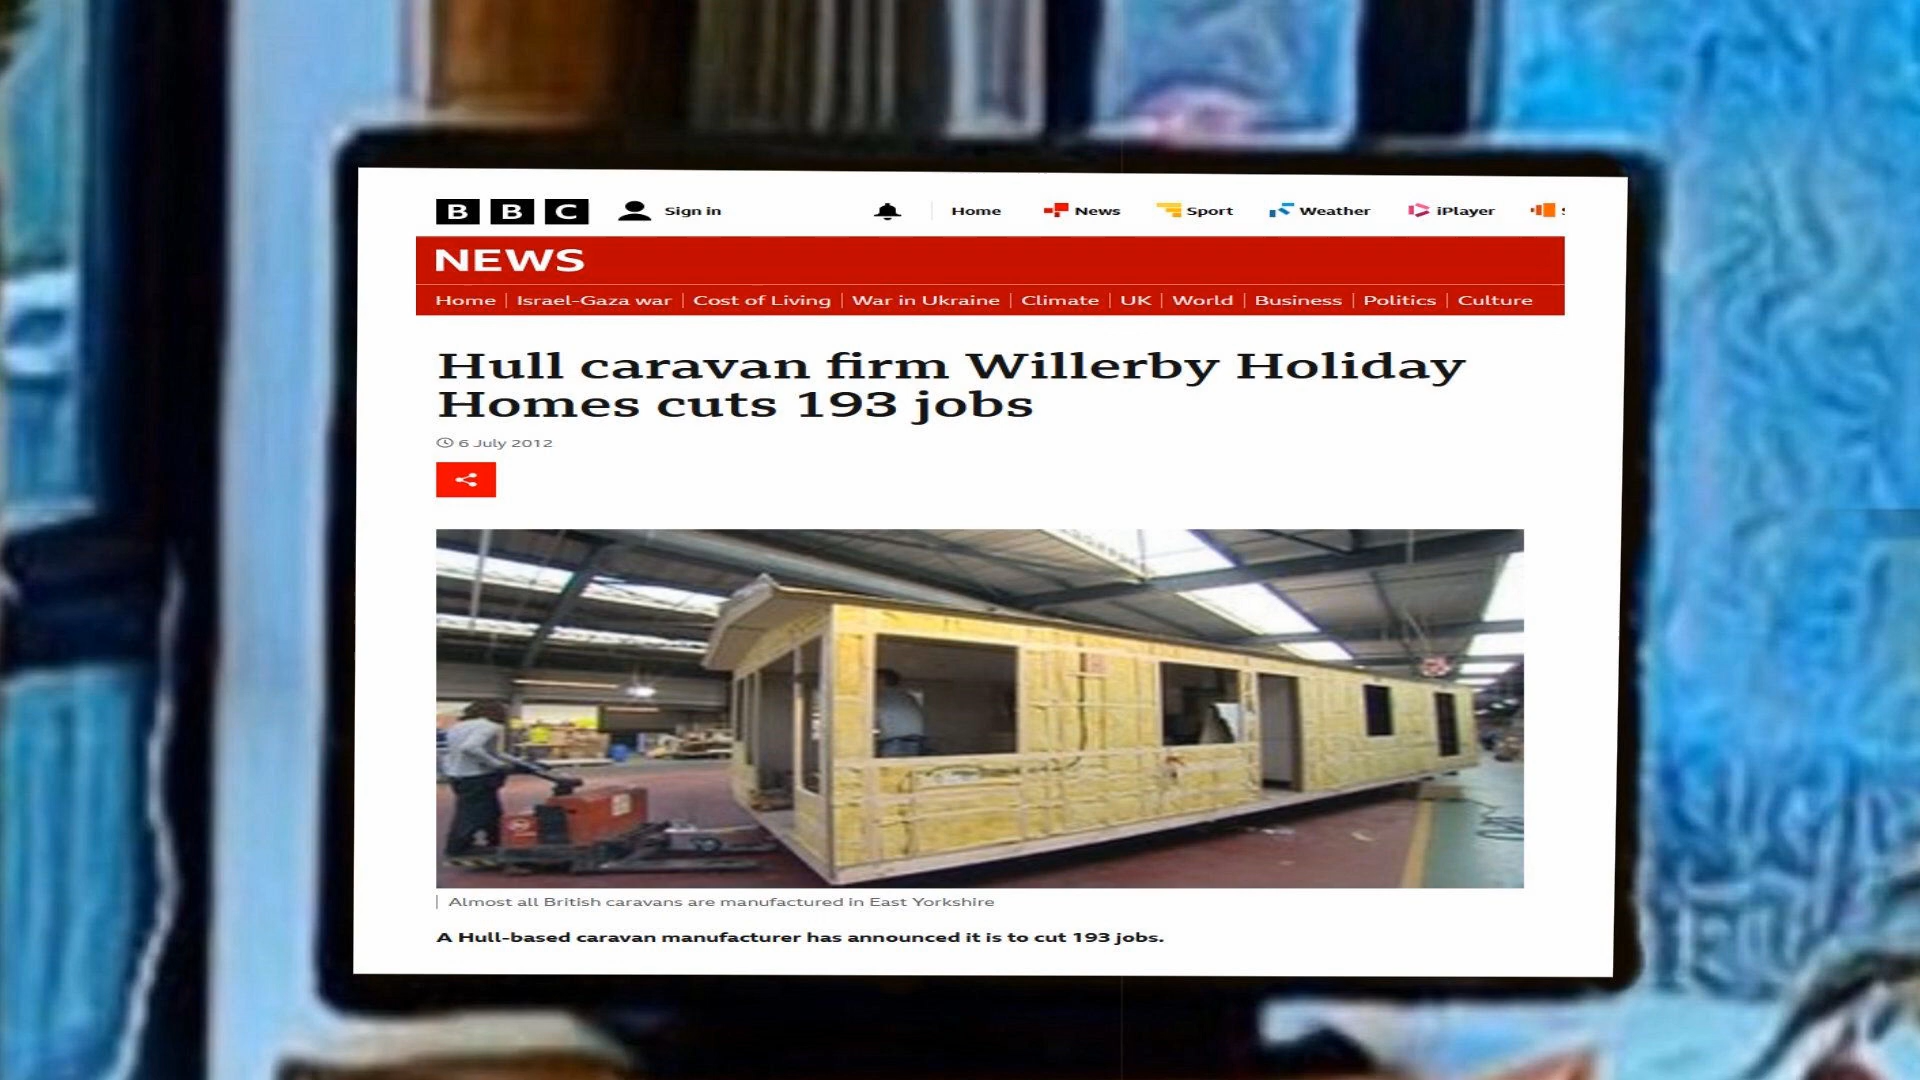 BBC Sign in Home News Sport Weather iPlayer
NEWS
Home | Israel-Gaza war | Cost of Living | War in Ukraine | Climate | UK | World | Business | Politics | Culture
Hull caravan firm Willerby Holiday
Homes cuts 193 jobs
6 July 2012
Almost all British caravans are manufactured in East Yorkshire
A Hull-based caravan manufacturer has announced it is to cut 193 jobs.